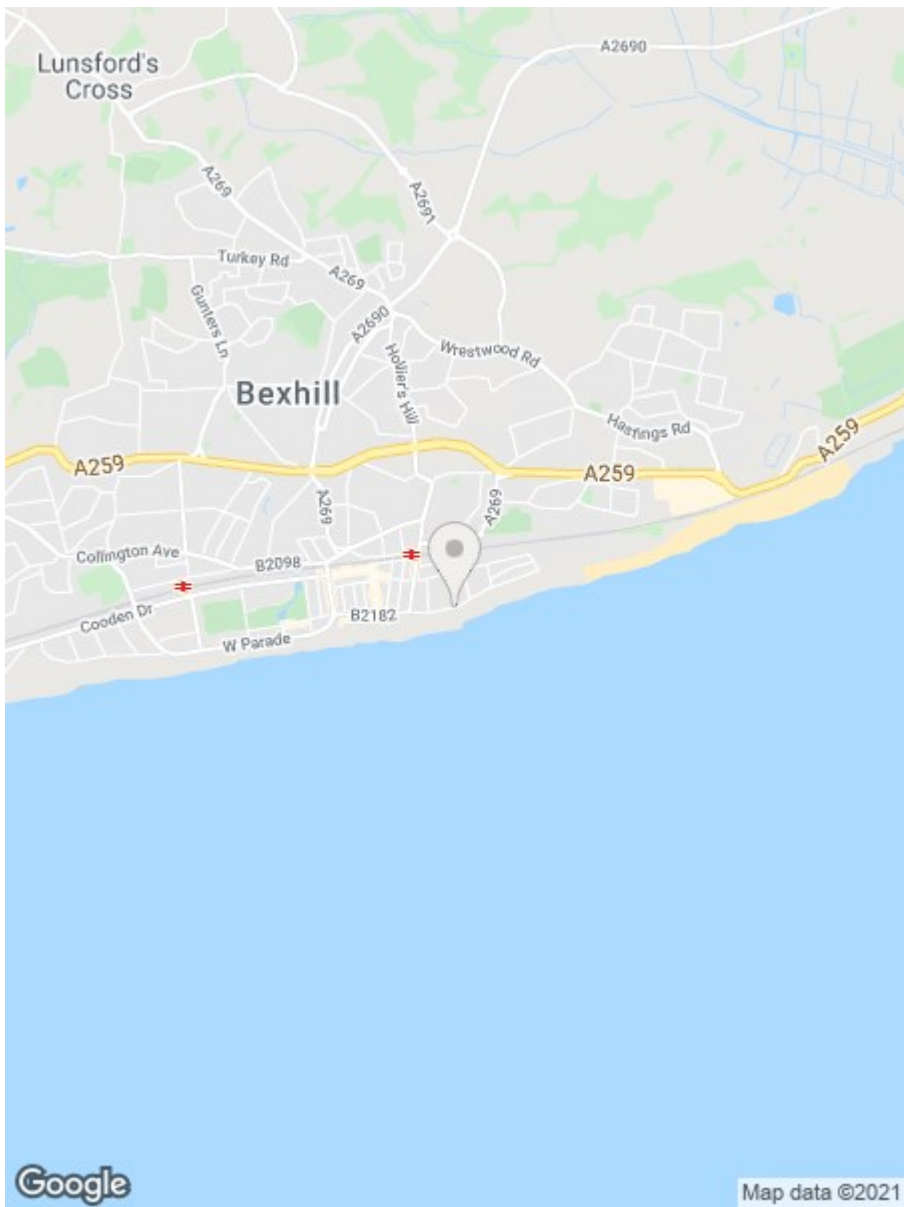 A2690
Lunsford's
Cross
A269
A2691
Turkey Rd
A269
Gunters Ln
A2690
Hollier's Hill
Wrestwood Rd
Bexhill
Hastings Rd
A259
A259
A259
A269
A269
Collington Ave
B2098
Cooden Dr
B2182
W Parade
Google
Map data ©2021